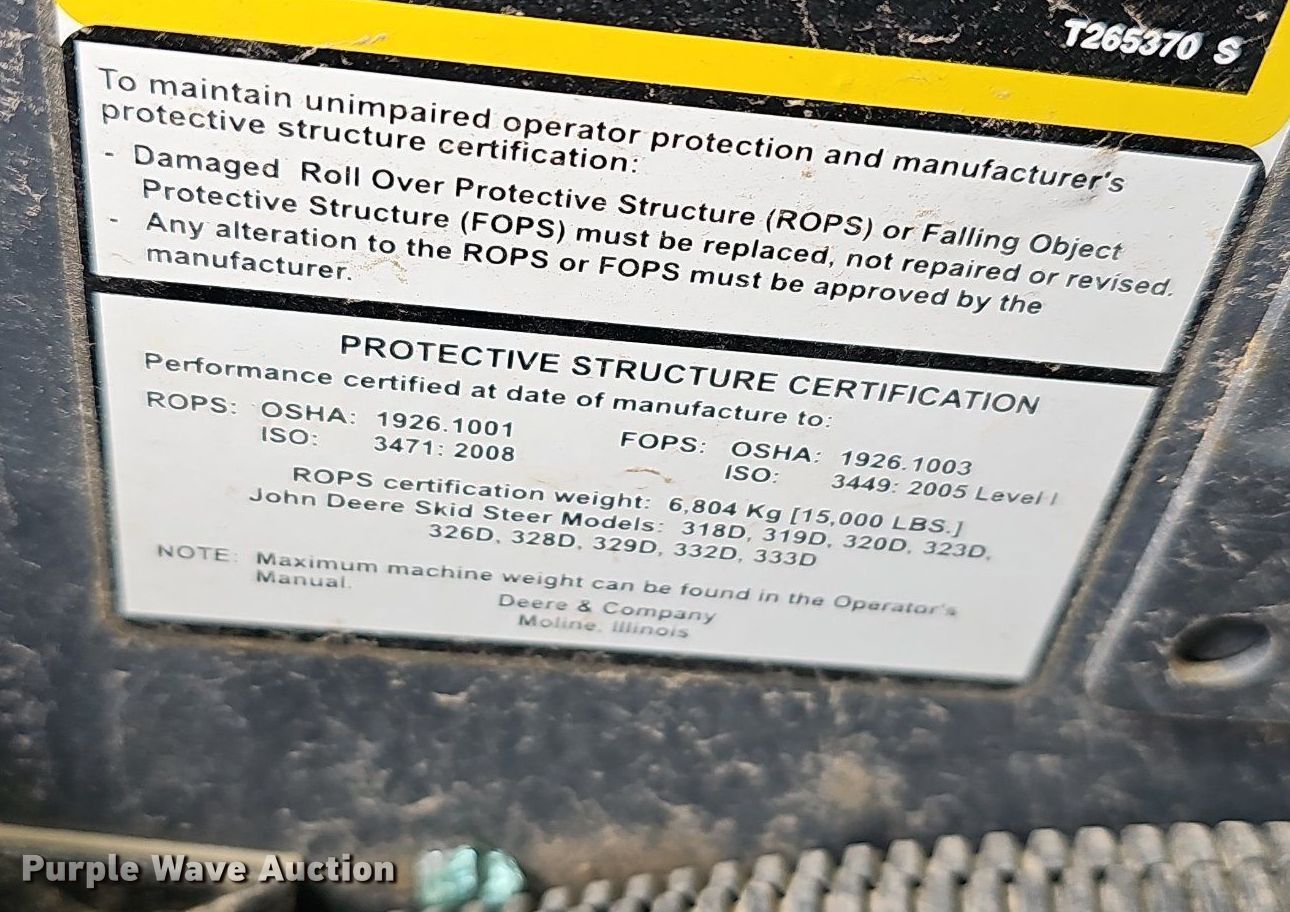 T265370 S
To maintain unimpaired operator protection and manufacturer's
protective structure certification:
- Damaged Roll Over Protective Structure (ROPS) or Falling Object
Protective Structure (FOPS) must be replaced, not repaired or revised.
- Any alteration to the ROPS or FOPS must be approved by the
manufacturer.
PROTECTIVE STRUCTURE CERTIFICATION
Performance certified at date of manufacture to:
ROPS: OSHA: 1926.1001 FOPS: OSHA: 1926.1003
ISO: 3471: 2008 ISO: 3449: 2005 Level I
ROPS certification weight: 6,804 Kg [15,000 LBS.]
John Deere Skid Steer Models: 318D, 319D, 320D, 323D,
326D, 328D, 329D, 332D, 333D
NOTE: Maximum machine weight can be found in the Operator's
Manual.
Deere & Company
Moline, Illinois
Purple Wave Auction